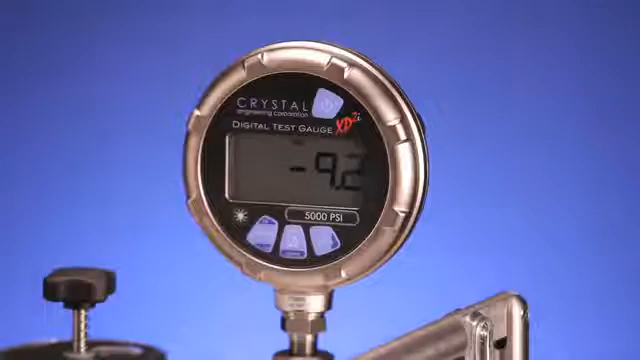 CRYSTAL
engineering corporation
DIGITAL TEST GAUGE XP2i
-9.2
5000 PSI